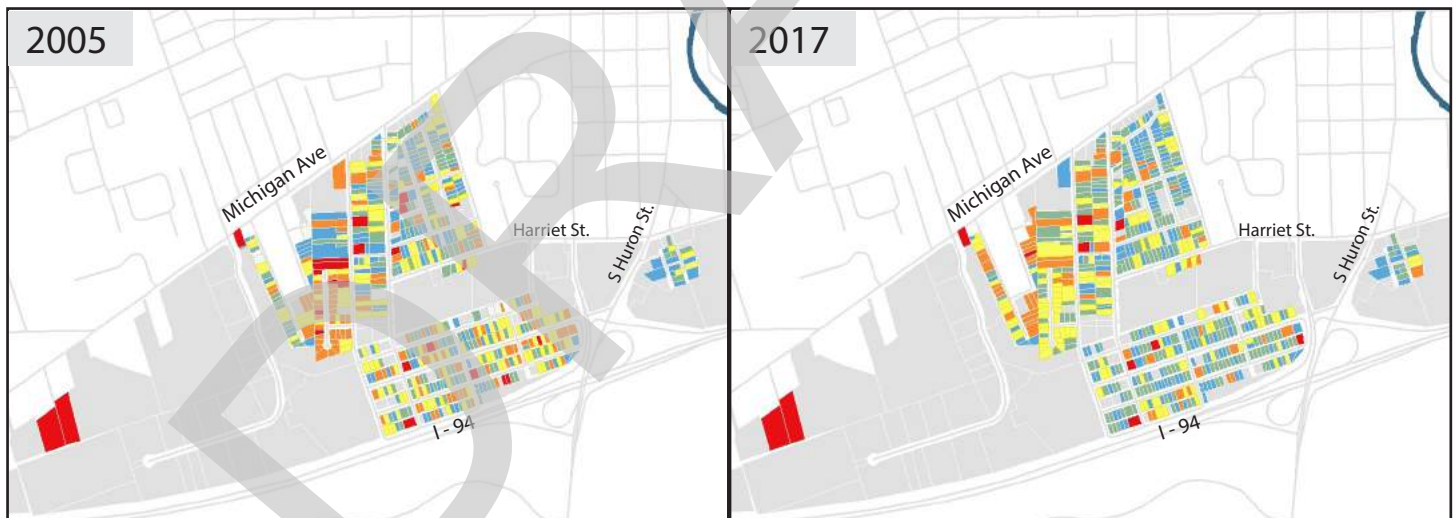 2005
Michigan Ave
Harriet St.
S Huron St.
I - 94
2017
Michigan Ave
Harriet St.
S Huron St.
I - 94